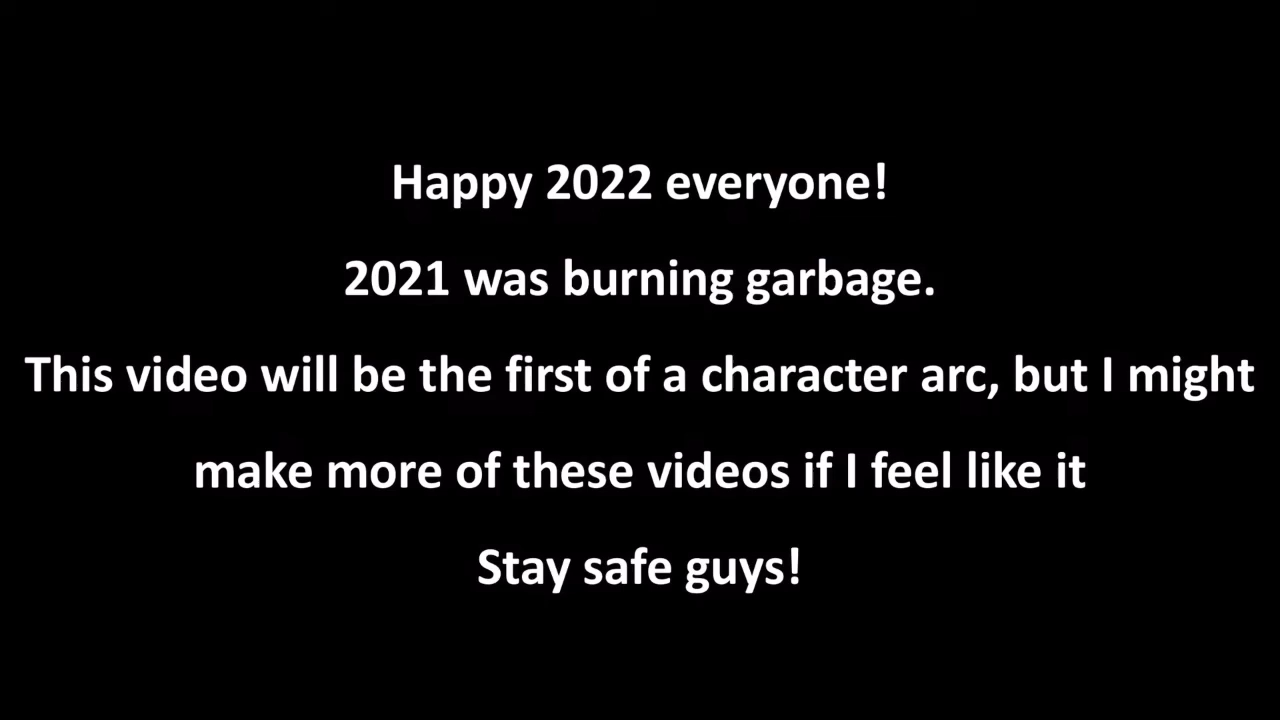 Happy 2022 everyone!
2021 was burning garbage.
This video will be the first of a character arc, but I might
make more of these videos if I feel like it
Stay safe guys!